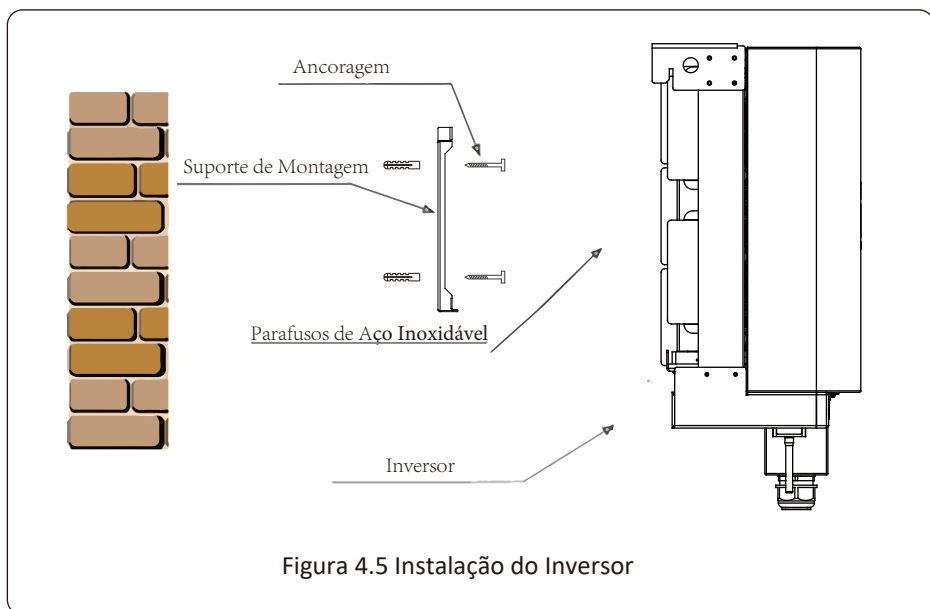 Ancoragem
Suporte de Montagem
Parafusos de Aço Inoxidável
Inversor
Figura 4.5 Instalação do Inversor